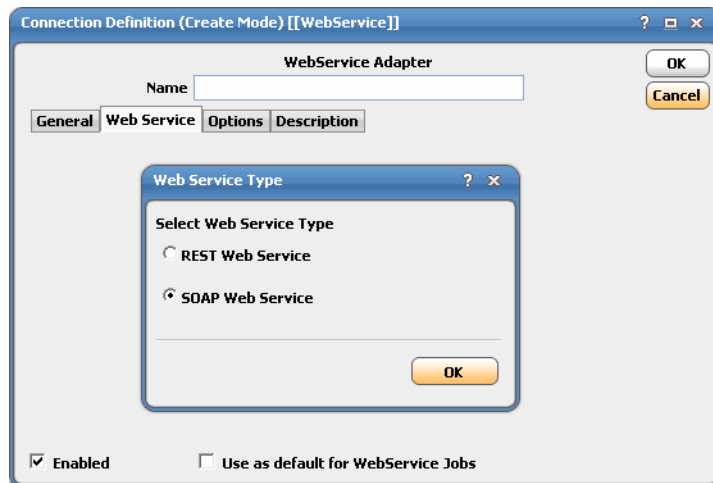 Connection Definition (Create Mode) [[WebService]]
WebService Adapter
OK
Name
Cancel
General Web Service Options Description
Web Service Type
Select Web Service Type
REST Web Service
SOAP Web Service
OK
Enabled Use as default for WebService Jobs